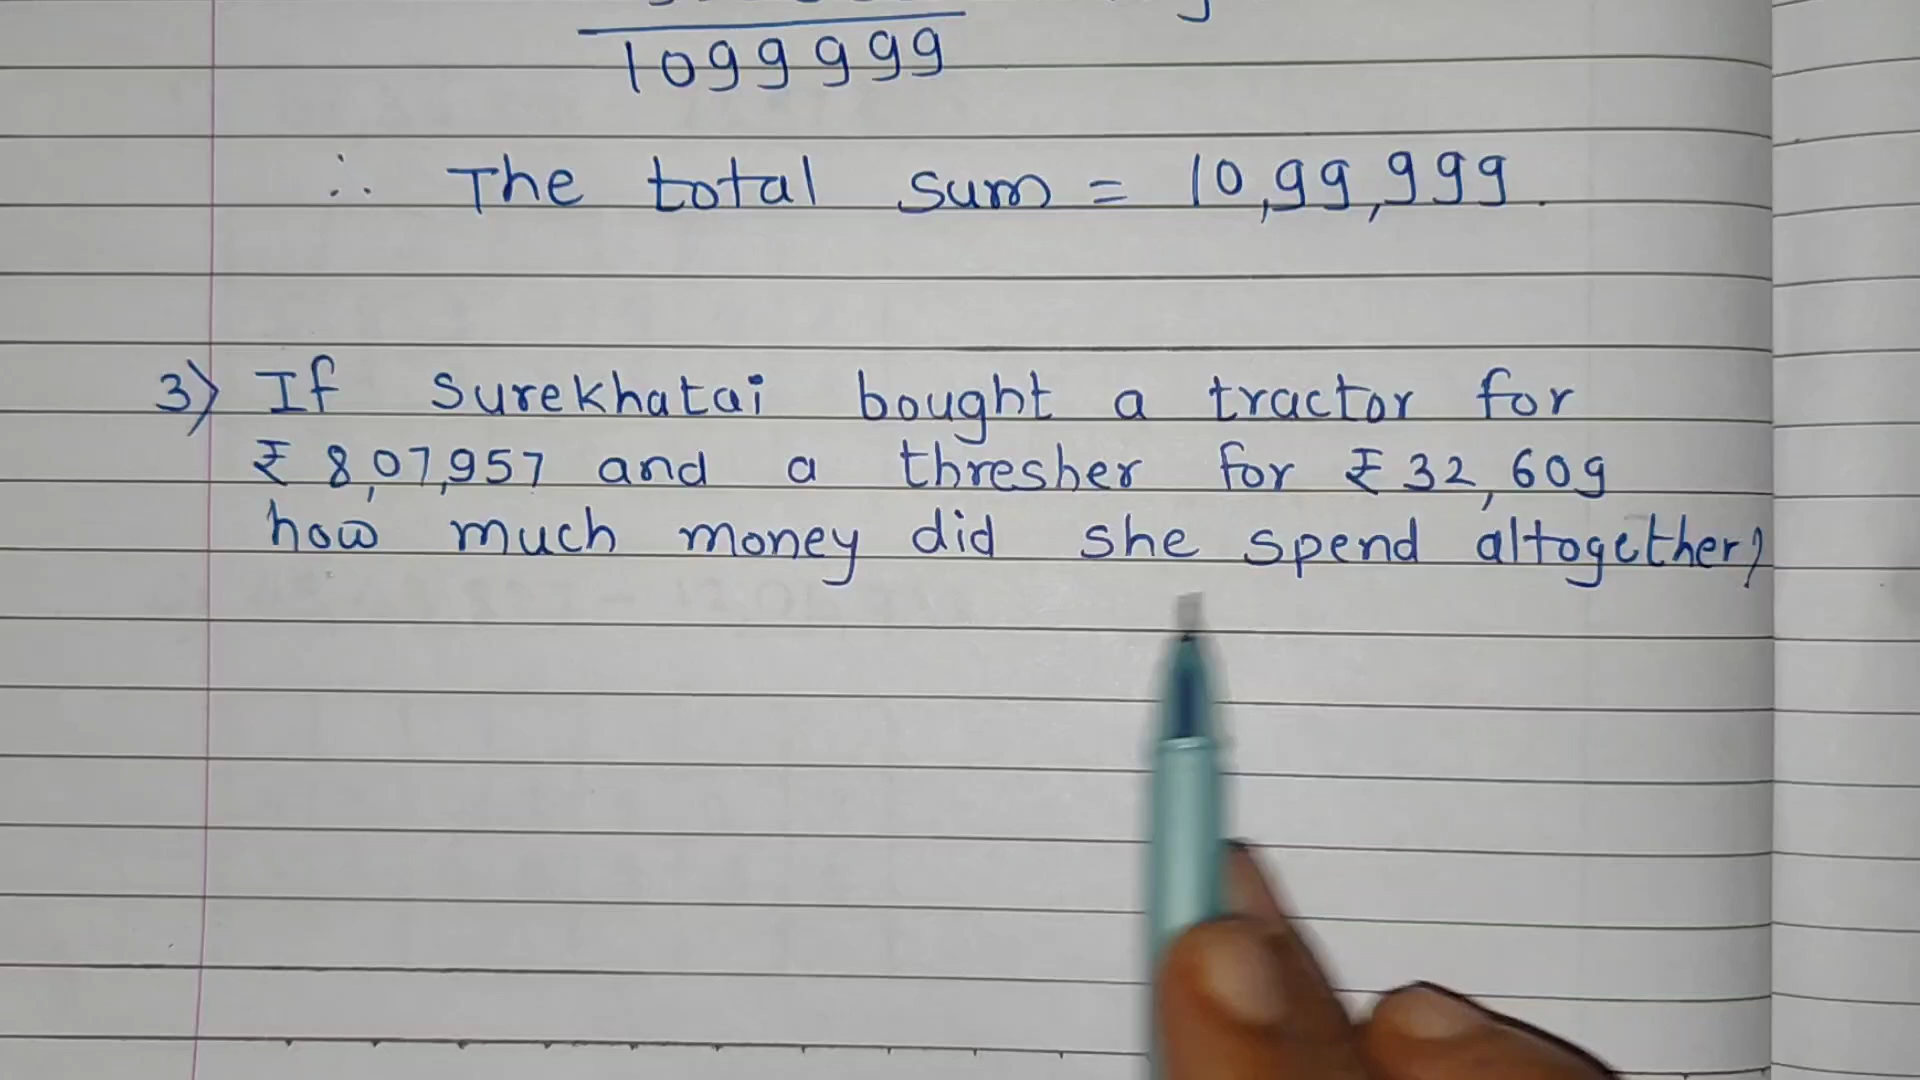 1099999
∴ The total sum = 10,99,999.
3) If Surekhatai bought a tractor for
₹ 8,07,957 and a thresher for ₹ 32,609
how much money did she spend altogether?